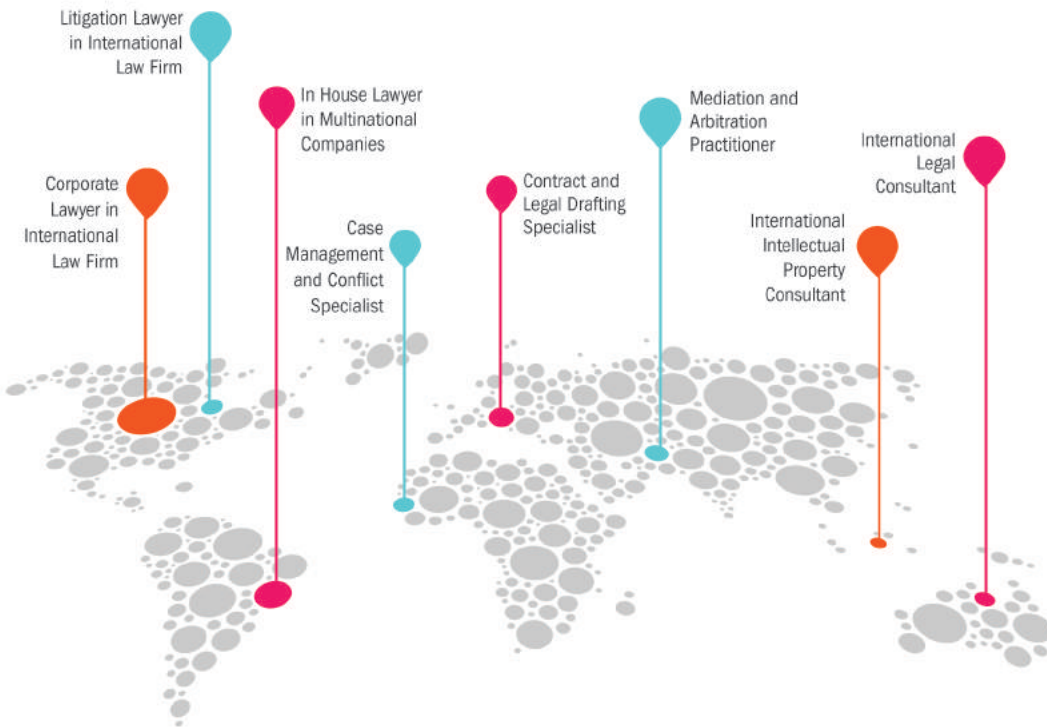 Litigation Lawyer
in International
Law Firm
In House Lawyer
in Multinational
Companies
Mediation and
Arbitration
Practitioner
International
Legal
Consultant
Corporate
Lawyer in
International
Law Firm
Contract and
Legal Drafting
Specialist
Case
Management
and Conflict
Specialist
International
Intellectual
Property
Consultant